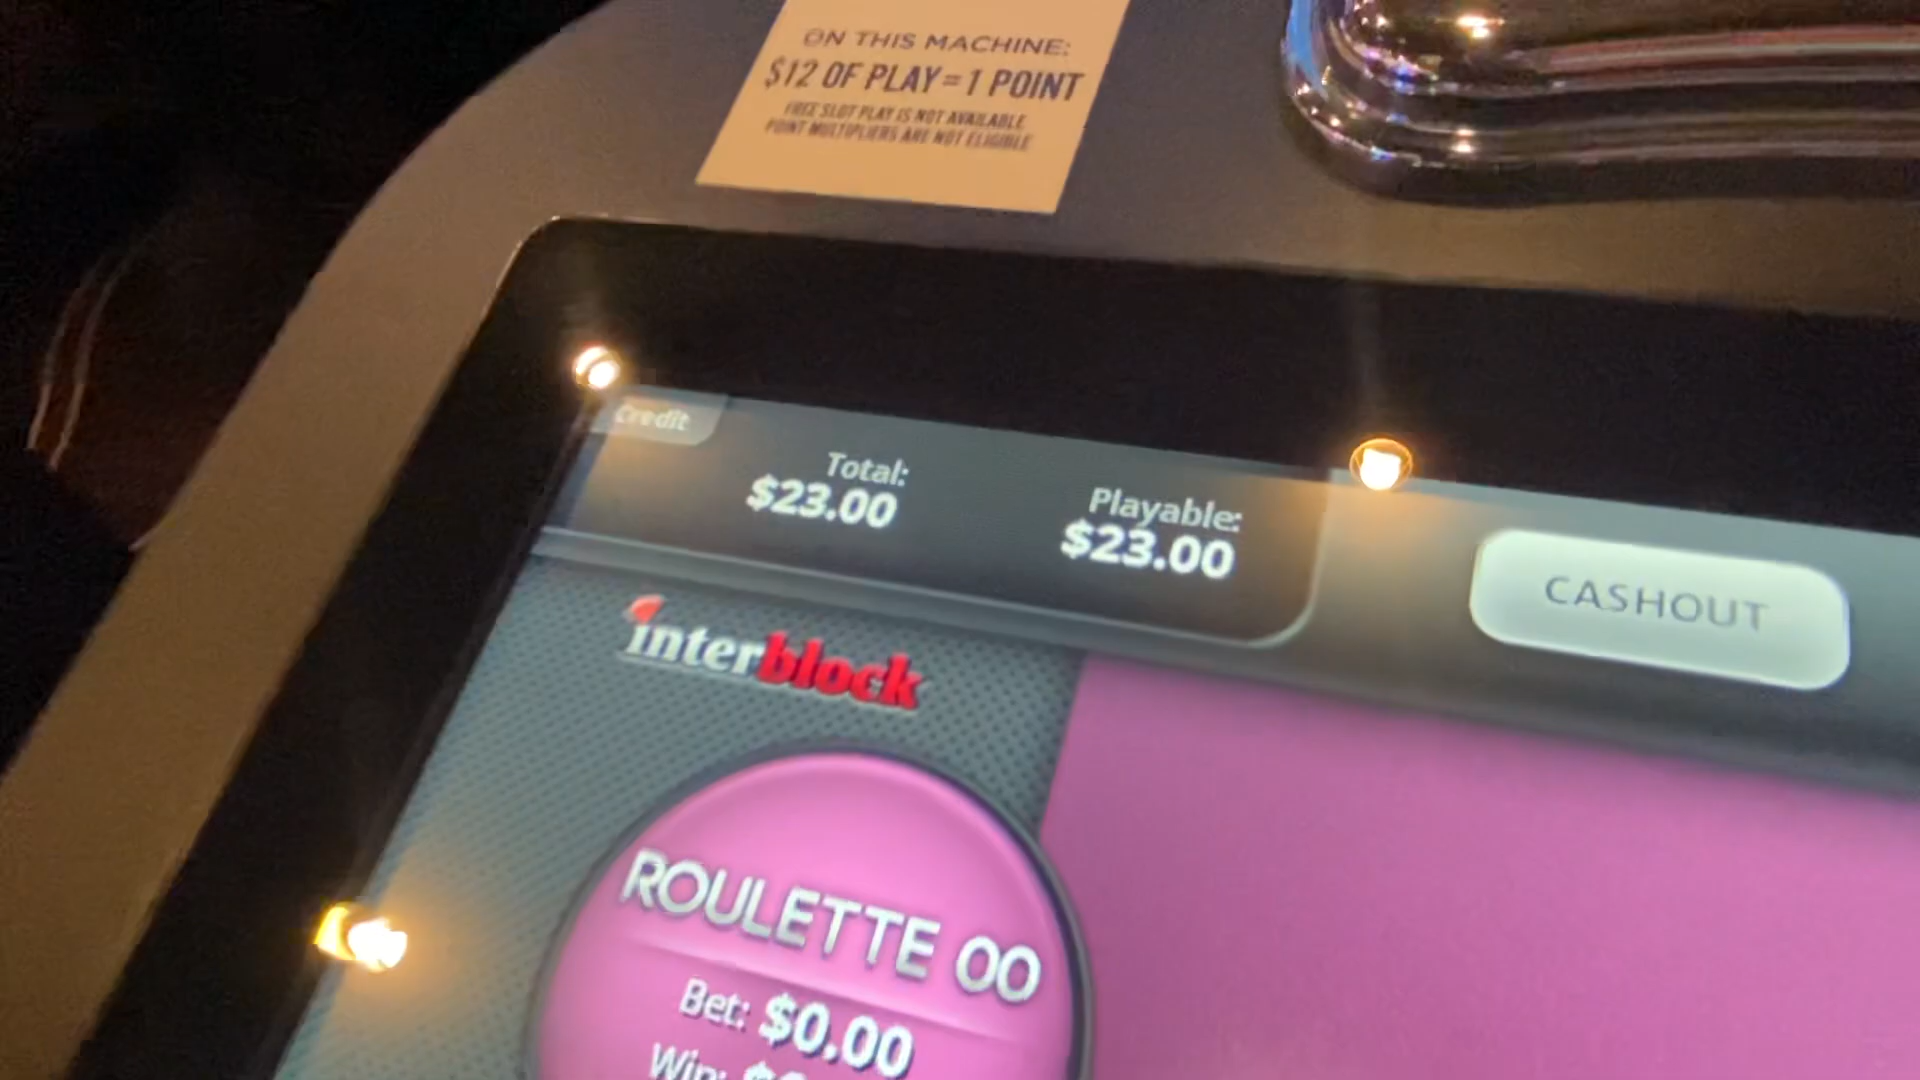 ON THIS MACHINE:
$12 OF PLAY = 1 POINT
FREE SLOT PLAY IS NOT AVAILABLE
POINT MULTIPLIERS ARE NOT ELIGIBLE
Credit
Total:
$23.00
Playable:
$23.00
CASHOUT
interblock
ROULETTE 00
Bet: $0.00
Win: